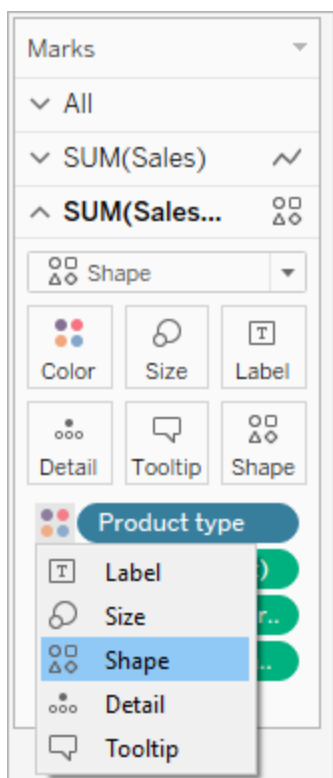 Marks
All
SUM(Sales)
SUM(Sales...
Shape
Color Size Label
Detail Tooltip Shape
Product type
Label )
Size r..
Shape ..
Detail
Tooltip